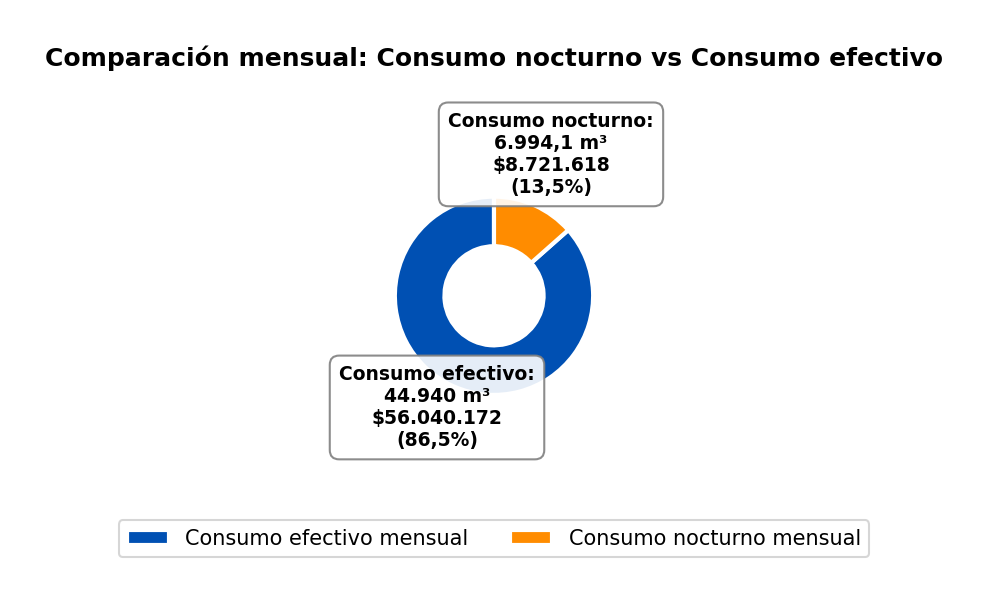 Comparación mensual: Consumo nocturno vs Consumo efectivo
Consumo nocturno:
6.994,1 m³
$8.721.618
(13,5%)
Consumo efectivo:
44.940 m³
$56.040.172
(86,5%)
Consumo efectivo mensual
Consumo nocturno mensual